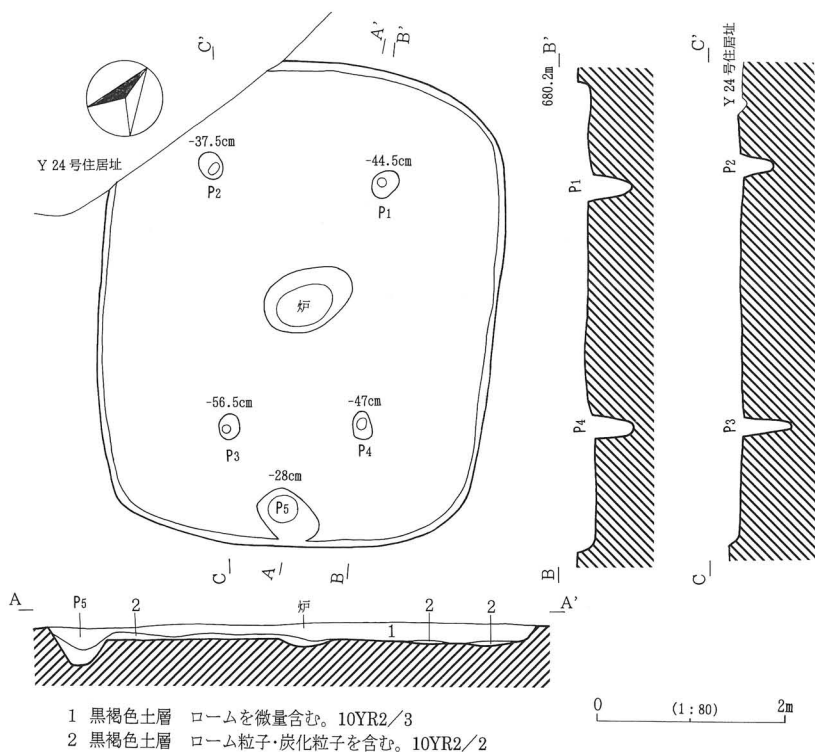 C' A' B'
Y 24 号住居址
-37.5cm
P2
-44.5cm
P1
炉
-56.5cm
P3
-47cm
P4
-28cm
P5
C A B
680.2m B'
P1
P4
B
C'
Y 24 号住居址
P2
P3
C
A P5 2 炉 1 2 2 A'
0 (1:80) 2m
1 黒褐色土層 ロームを微量含む。10YR2/3
2 黒褐色土層 ローム粒子・炭化粒子を含む。10YR2/2